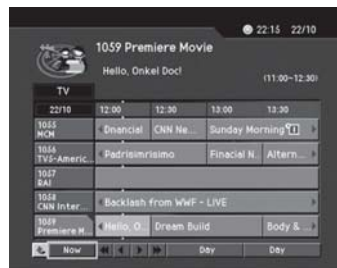 22:15 22/10
1059 Premiere Movie
Hello, Onkel Doc!
(11:00~12:30)
TV
22/10 12:00 12:30 13:00 13:30
1055 MCM Dnancial CNN Ne... Sunday Morning
1056 TV5-Americ... Padrisimrisimo Finacial N... Altern...
1057 RAI
1058 CNN Inter... Backlash from WWF - LIVE
1059 Premiere M... Hello, O... Dream Build Body & ...
Now Day Day